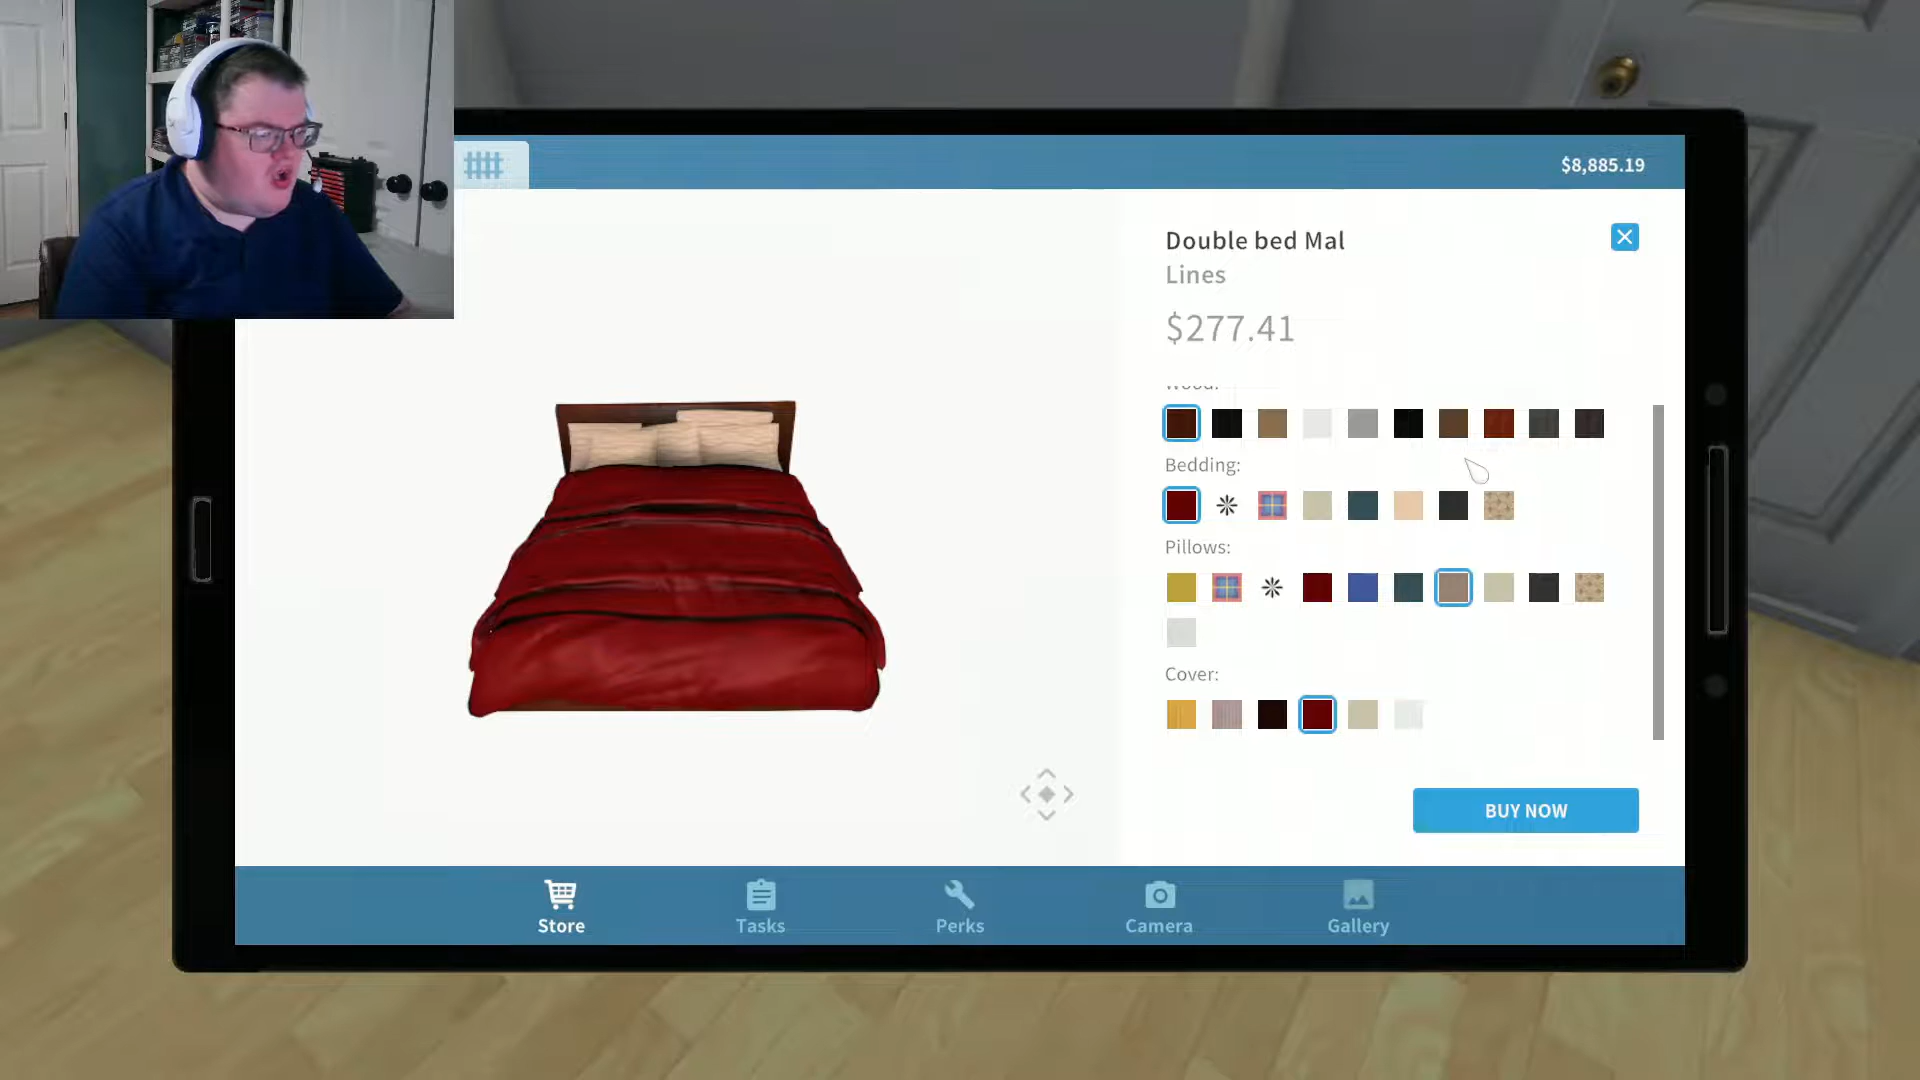 $8,885.19
Double bed Mal
Lines
$277.41
Wood:
Bedding:
Pillows:
Cover:
BUY NOW
Store
Tasks
Perks
Camera
Gallery